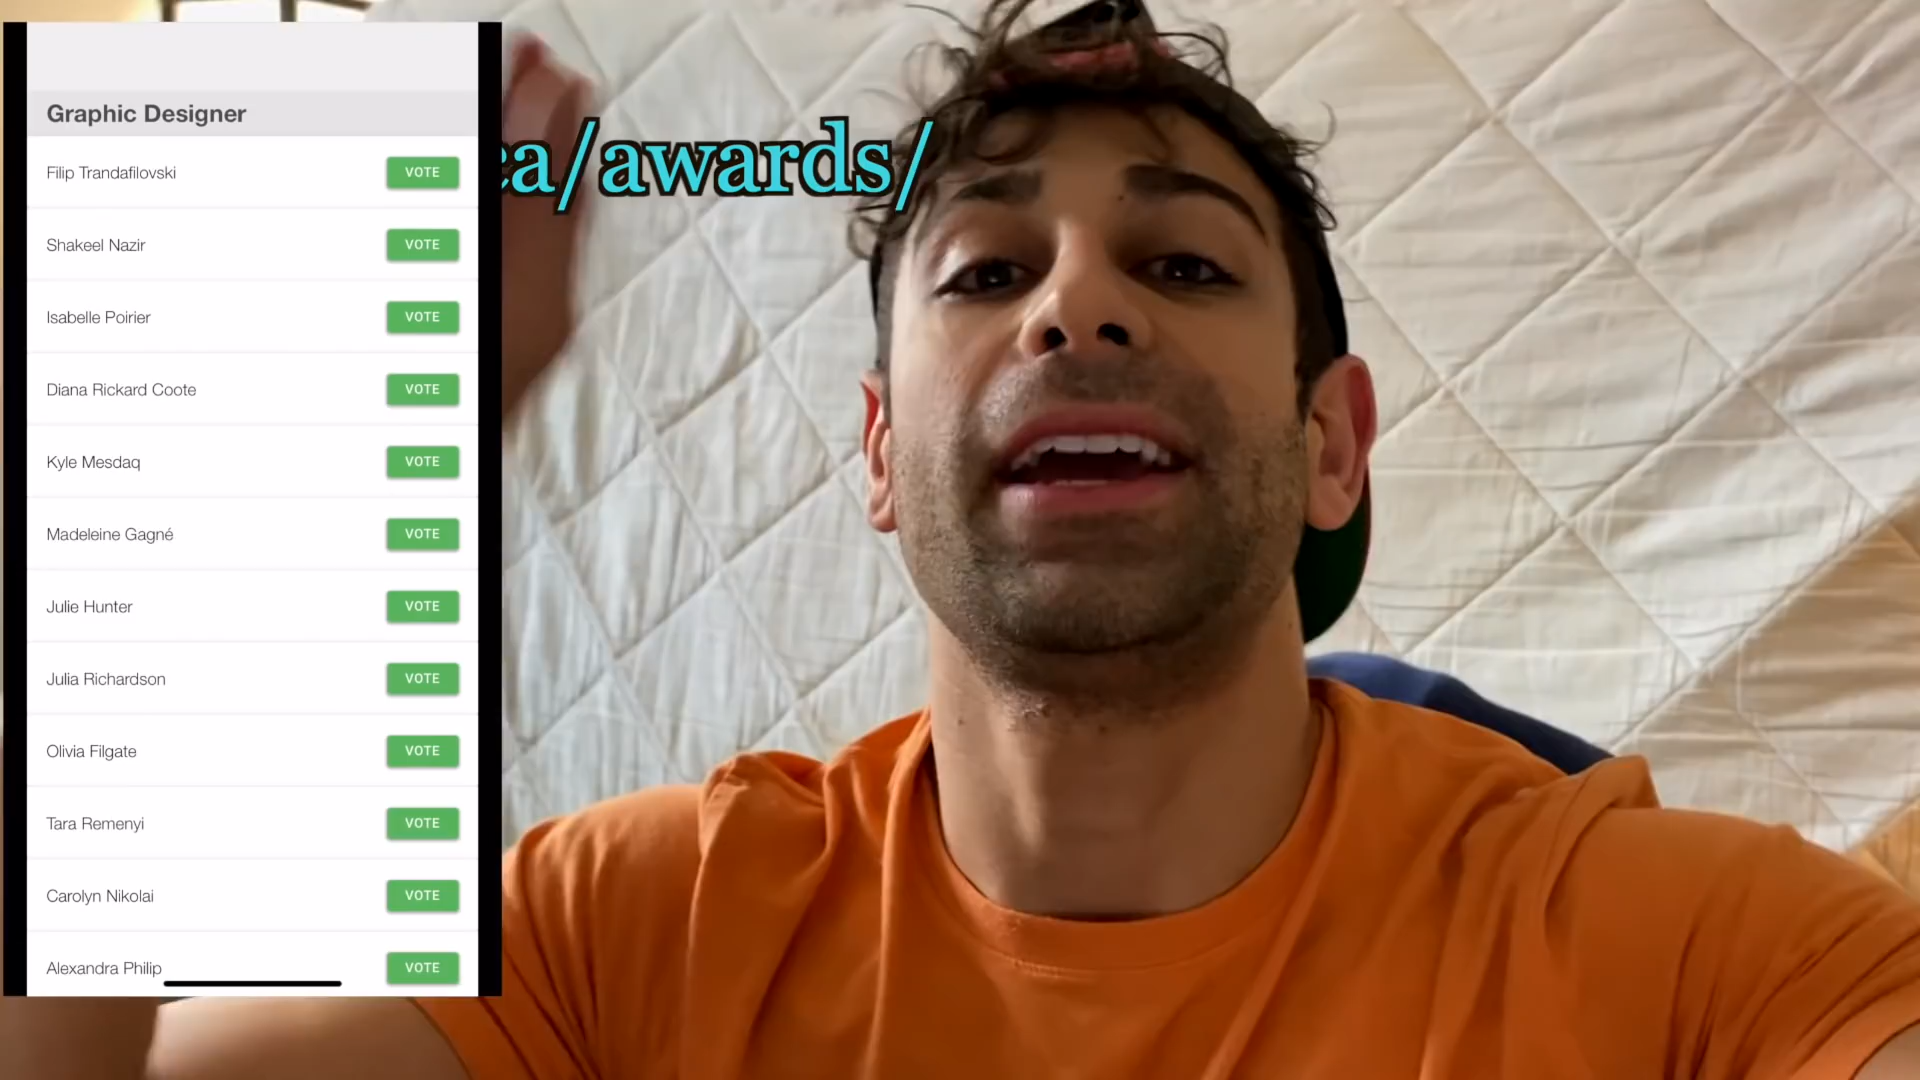 Graphic Designer
Filip Trandafilovski VOTE
ca/awards/
Shakeel Nazir VOTE
Isabelle Poirier VOTE
Diana Rickard Coote VOTE
Kyle Mesdaq VOTE
Madeleine Gagné VOTE
Julie Hunter VOTE
Julia Richardson VOTE
Olivia Filgate VOTE
Tara Remenyi VOTE
Carolyn Nikolai VOTE
Alexandra Philip VOTE